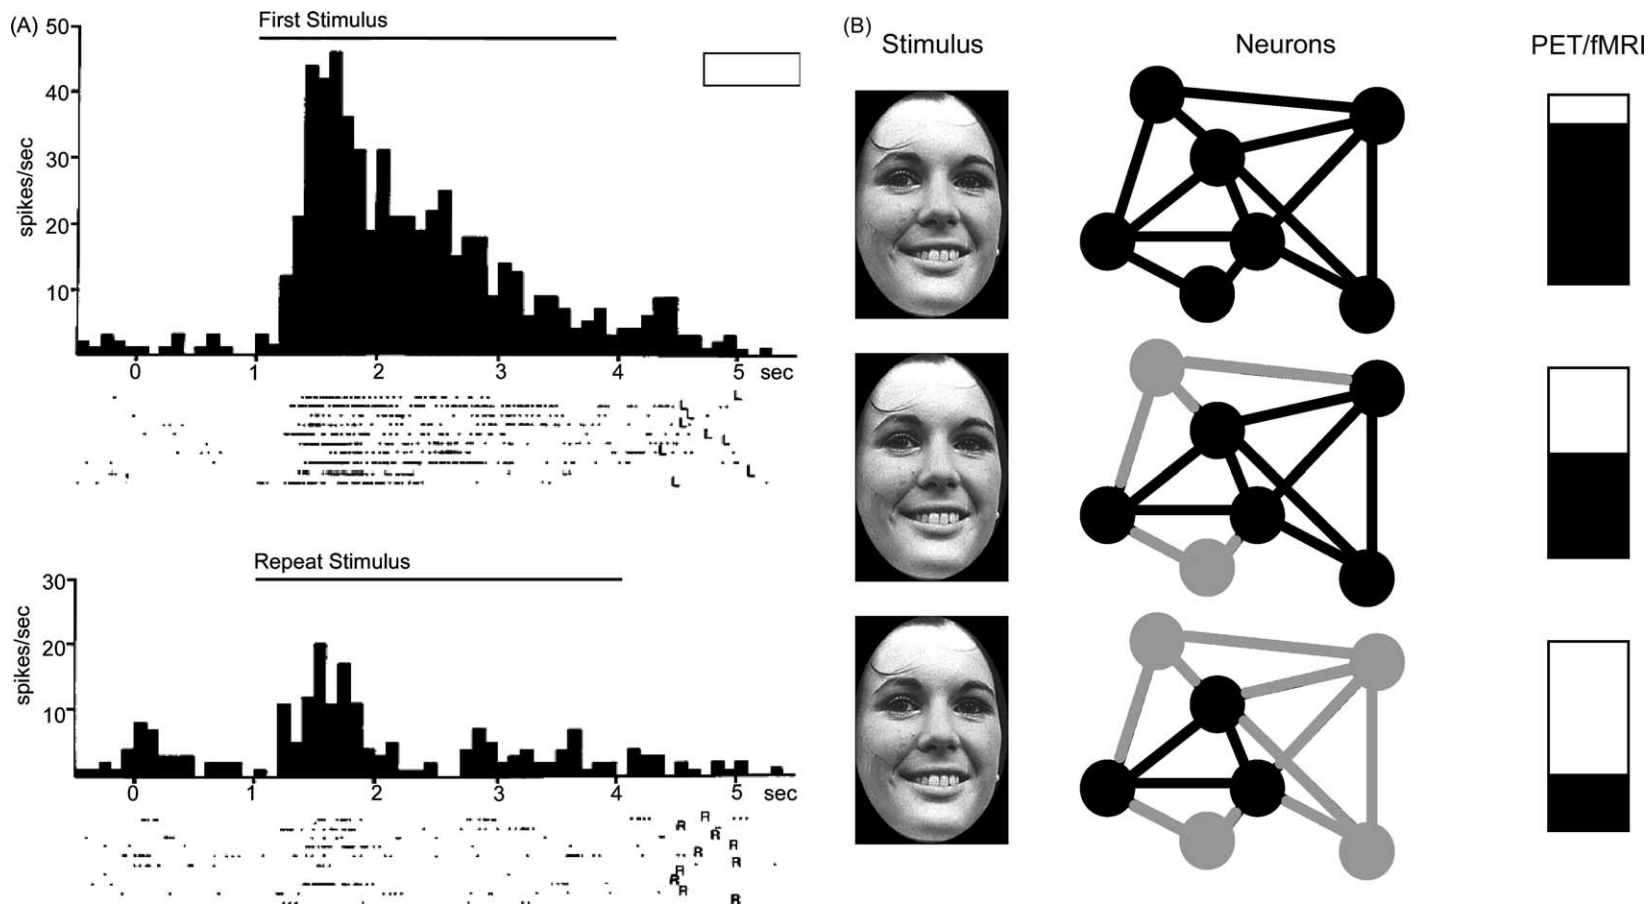 (A)
First Stimulus
50
40
30
20
10
spikes/sec
0 1 2 3 4 5 sec
L
L
L
L
L
L
L
L
L
Repeat Stimulus
30
20
10
spikes/sec
0 1 2 3 4 5 sec
R
R
R
R
R
R
R
R
R
R
(B)
Stimulus Neurons PET/fMRI